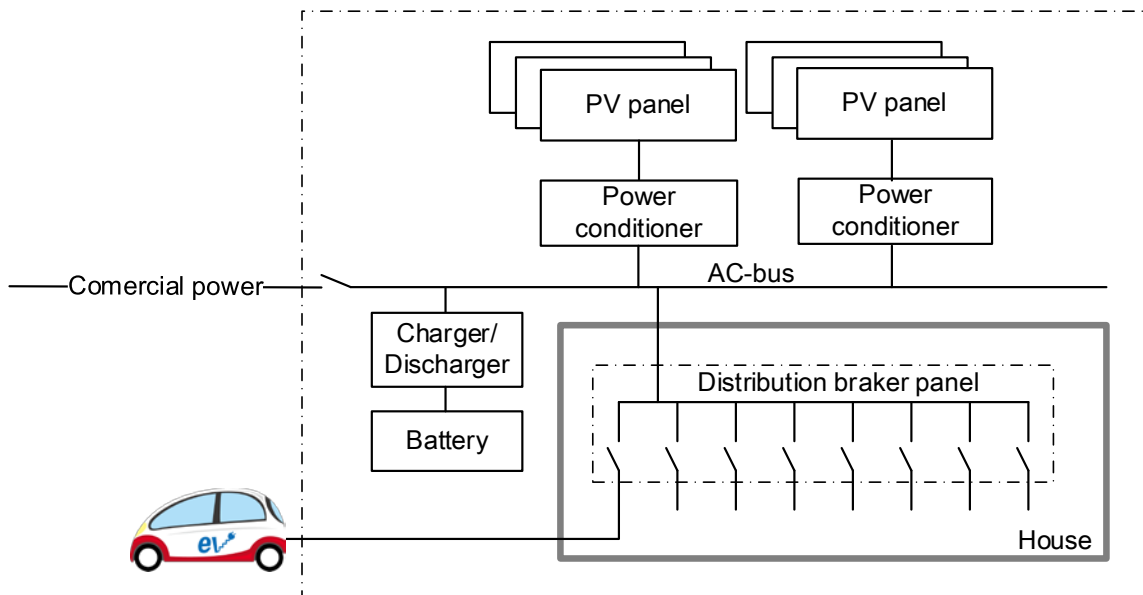 PV panel
PV panel
Power
conditioner
Power
conditioner
Comercial power
AC-bus
Charger/
Discharger
Battery
Distribution braker panel
ev
House